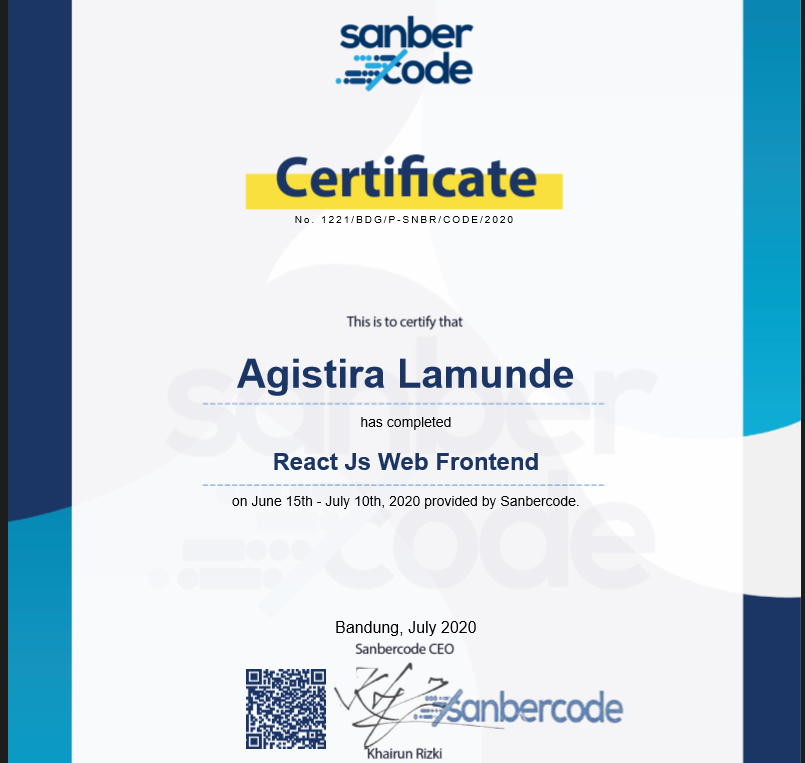 sanber
code
Certificate
No. 1221/BDG/P-SNBR/CODE/2020
This is to certify that
Agistira Lamunde
has completed
React Js Web Frontend
on June 15th - July 10th, 2020 provided by Sanbercode.
sanber
code
Bandung, July 2020
Sanbercode CEO
sanbercode
Khairun Rizki